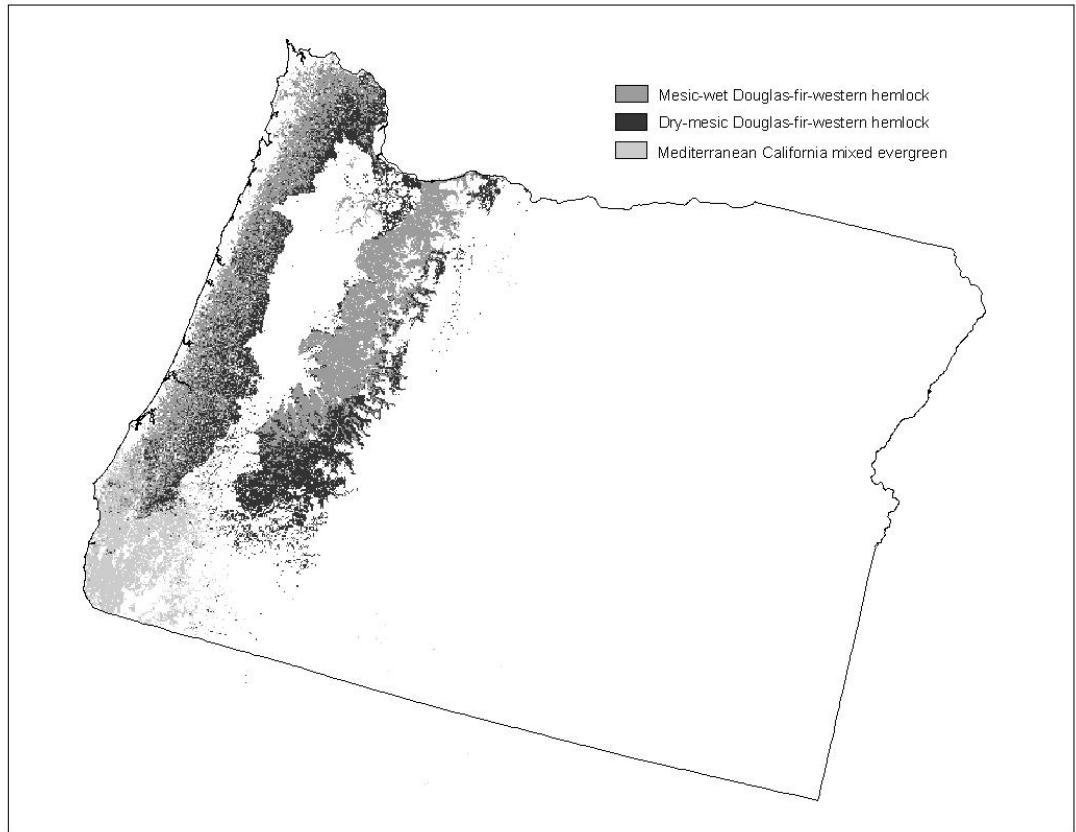 Mesic-wet Douglas-fir-western hemlock
Dry-mesic Douglas-fir-western hemlock
Mediterranean California mixed evergreen